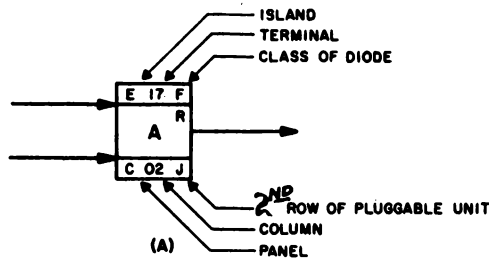 ISLAND
TERMINAL
CLASS OF DIODE
E 17 F
R
A
C 02 J
2ND ROW OF PLUGGABLE UNIT
COLUMN
PANEL
(A)